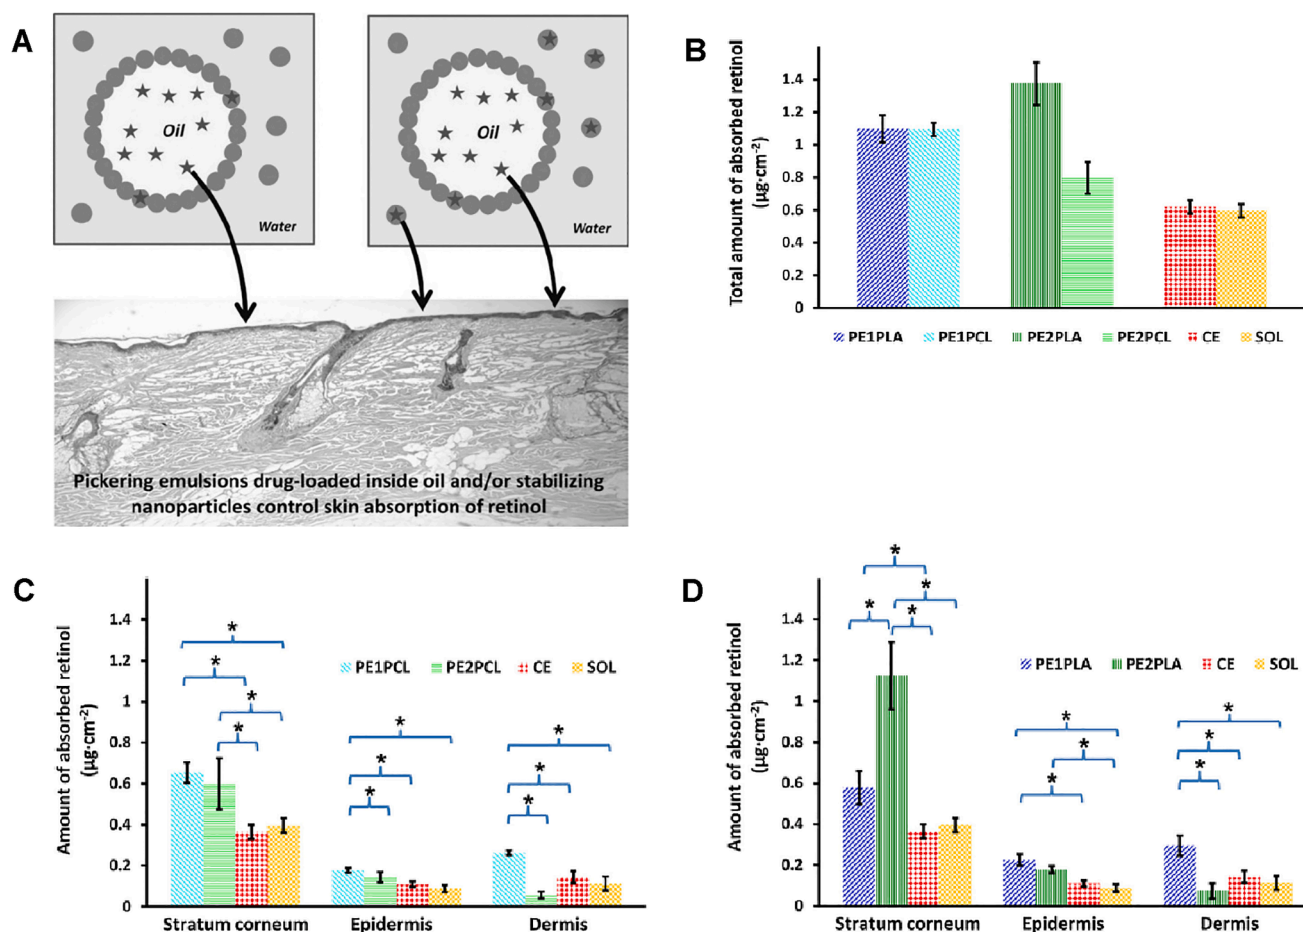 A
Oil
Water
Oil
Water
Pickering emulsions drug-loaded inside oil and/or stabilizing
nanoparticles control skin absorption of retinol
B
Total amount of absorbed retinol
(µg·cm⁻²)
1.4
1.2
1
0.8
0.6
0.4
0.2
0
PE1PLA PE1PCL PE2PLA PE2PCL CE SOL
C
Amount of absorbed retinol
(µg·cm⁻²)
1.4
1.2
1
0.8
0.6
0.4
0.2
0
PE1PCL PE2PCL CE SOL
*
*
*
*
*
*
*
*
*
*
Stratum corneum Epidermis Dermis
D
Amount of absorbed retinol
(µg·cm⁻²)
1.4
1.2
1
0.8
0.6
0.4
0.2
0
PE1PLA PE2PLA CE SOL
*
*
*
*
*
*
*
*
*
*
Stratum corneum Epidermis Dermis